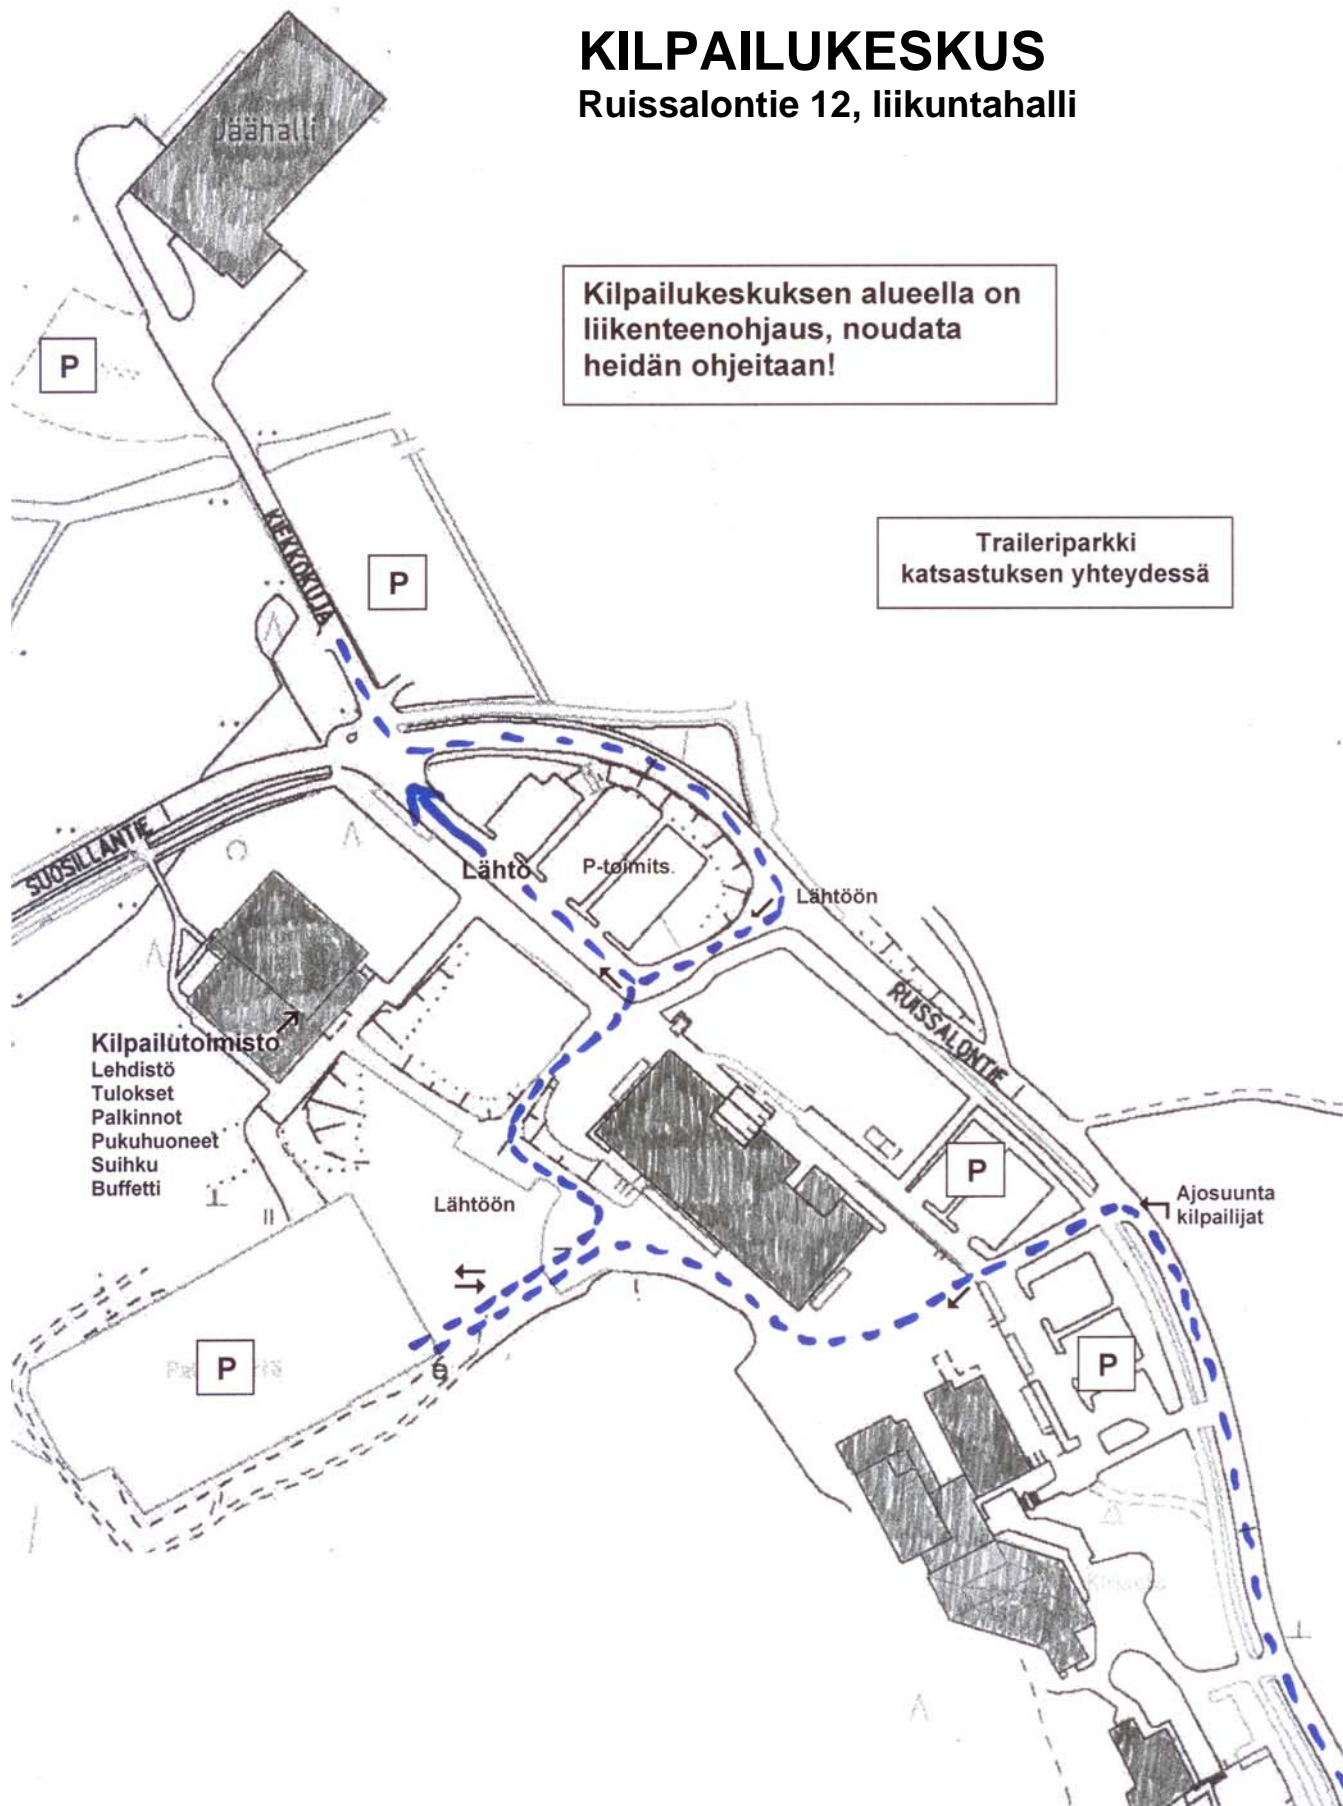 KILPAILUKESKUS
Ruissalontie 12, liikuntahalli
Jäähalli
Kilpailukeskuksen alueella on
liikenteenohjaus, noudata
heidän ohjeitaan!
P
Traileriparkki
katsastuksen yhteydessä
KIEKKOKUJA
P
SUOSILLANTIE
Lähtö
P-toimits.
Lähtöön
RUISSALONTIE
Kilpailutoimisto
Lehdistö
Tulokset
Palkinnot
Pukuhuoneet
Suihku
Buffetti
Lähtöön
P
Ajosuunta
kilpailijat
P
P
Kirjasto